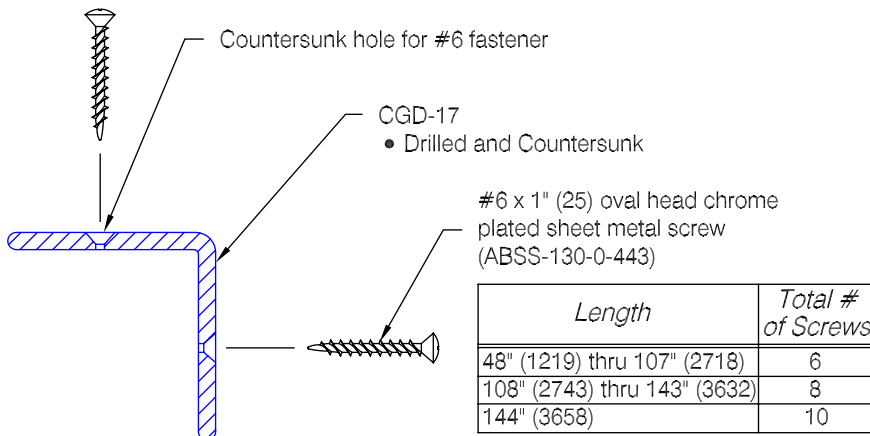 Countersunk hole for #6 fastener
CGD-17
• Drilled and Countersunk
#6 x 1" (25) oval head chrome
plated sheet metal screw
(ABSS-130-0-443)
Length Total #
of Screws
48" (1219) thru 107" (2718) 6
108" (2743) thru 143" (3632) 8
144" (3658) 10